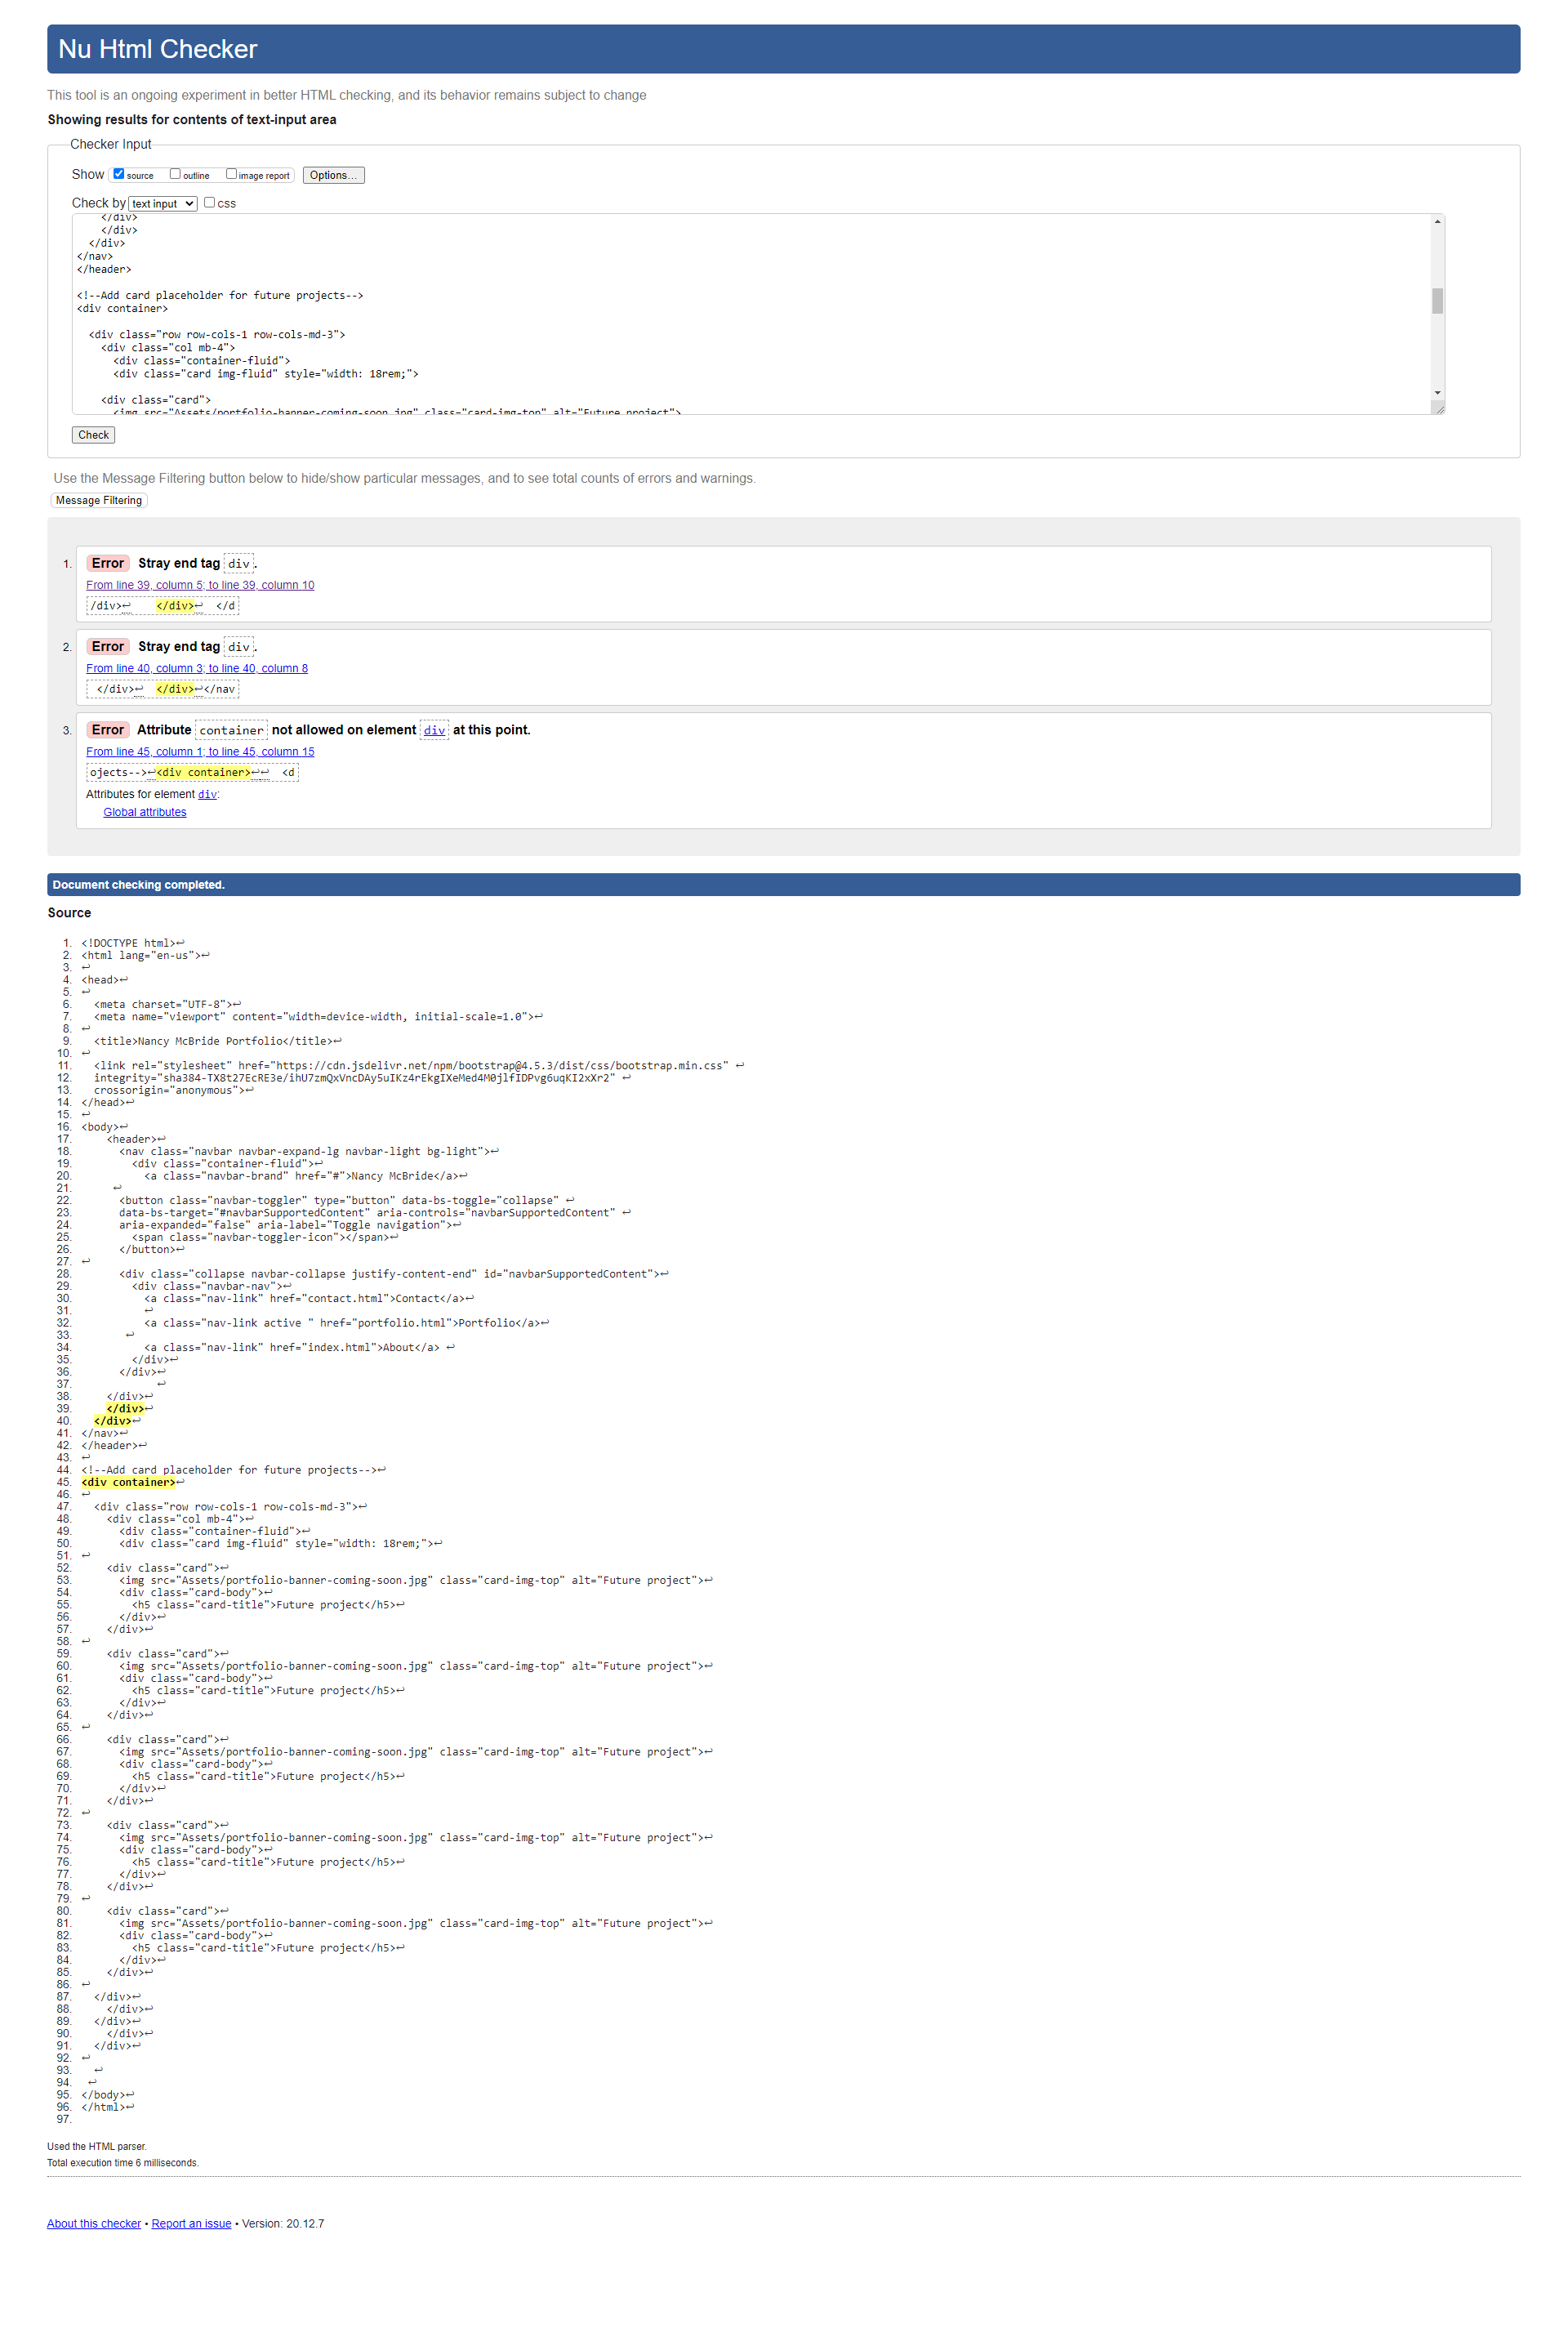 Nu Html Checker
This tool is an ongoing experiment in better HTML checking, and its behavior remains subject to change
Showing results for contents of text-input area
Checker Input
Show source outline image report Options...
Check by text input css
    </div>
    </div>
  </div>
</nav>
</header>

<!--Add card placeholder for future projects-->
<div container>

  <div class="row row-cols-1 row-cols-md-3">
    <div class="col mb-4">
      <div class="container-fluid">
      <div class="card img-fluid" style="width: 18rem;">

    <div class="card">
      <img src="Assets/portfolio-banner-coming-soon.jpg" class="card-img-top" alt="Future project">
Check
Use the Message Filtering button below to hide/show particular messages, and to see total counts of errors and warnings.
Message Filtering
1. Error Stray end tag div.
From line 39, column 5; to line 39, column 10
/div>↩    </div>↩  </d
2. Error Stray end tag div.
From line 40, column 3; to line 40, column 8
 </div>↩  </div>↩</nav
3. Error Attribute container not allowed on element div at this point.
From line 45, column 1; to line 45, column 15
ojects-->↩<div container>↩↩  <d
Attributes for element div:
Global attributes
Document checking completed.
Source
1. <!DOCTYPE html>↩
2. <html lang="en-us">↩
3. ↩
4. <head>↩
5. ↩
6.   <meta charset="UTF-8">↩
7.   <meta name="viewport" content="width=device-width, initial-scale=1.0">↩
8. ↩
9.   <title>Nancy McBride Portfolio</title>↩
10. ↩
11.   <link rel="stylesheet" href="https://cdn.jsdelivr.net/npm/bootstrap@4.5.3/dist/css/bootstrap.min.css" ↩
12.   integrity="sha384-TX8t27EcRE3e/ihU7zmQxVncDAy5uIKz4rEkgIXeMed4M0jlfIDPvg6uqKI2xXr2" ↩
13.   crossorigin="anonymous">↩
14. </head>↩
15. ↩
16. <body>↩
17.     <header>↩
18.       <nav class="navbar navbar-expand-lg navbar-light bg-light">↩
19.         <div class="container-fluid">↩
20.           <a class="navbar-brand" href="#">Nancy McBride</a>↩
21.      ↩
22.       <button class="navbar-toggler" type="button" data-bs-toggle="collapse" ↩
23.       data-bs-target="#navbarSupportedContent" aria-controls="navbarSupportedContent" ↩
24.       aria-expanded="false" aria-label="Toggle navigation">↩
25.         <span class="navbar-toggler-icon"></span>↩
26.       </button>↩
27. ↩
28.       <div class="collapse navbar-collapse justify-content-end" id="navbarSupportedContent">↩
29.         <div class="navbar-nav">↩
30.           <a class="nav-link" href="contact.html">Contact</a>↩
31.           ↩
32.           <a class="nav-link active " href="portfolio.html">Portfolio</a>↩
33.        ↩
34.           <a class="nav-link" href="index.html">About</a> ↩
35.         </div>↩
36.       </div>↩
37.             ↩
38.     </div>↩
39.     </div>↩
40.   </div>↩
41. </nav>↩
42. </header>↩
43. ↩
44. <!--Add card placeholder for future projects-->↩
45. <div container>↩
46. ↩
47.   <div class="row row-cols-1 row-cols-md-3">↩
48.     <div class="col mb-4">↩
49.       <div class="container-fluid">↩
50.       <div class="card img-fluid" style="width: 18rem;">↩
51. ↩
52.     <div class="card">↩
53.       <img src="Assets/portfolio-banner-coming-soon.jpg" class="card-img-top" alt="Future project">↩
54.       <div class="card-body">↩
55.         <h5 class="card-title">Future project</h5>↩
56.       </div>↩
57.     </div>↩
58. ↩
59.     <div class="card">↩
60.       <img src="Assets/portfolio-banner-coming-soon.jpg" class="card-img-top" alt="Future project">↩
61.       <div class="card-body">↩
62.         <h5 class="card-title">Future project</h5>↩
63.       </div>↩
64.     </div>↩
65. ↩
66.     <div class="card">↩
67.       <img src="Assets/portfolio-banner-coming-soon.jpg" class="card-img-top" alt="Future project">↩
68.       <div class="card-body">↩
69.         <h5 class="card-title">Future project</h5>↩
70.       </div>↩
71.     </div>↩
72. ↩
73.     <div class="card">↩
74.       <img src="Assets/portfolio-banner-coming-soon.jpg" class="card-img-top" alt="Future project">↩
75.       <div class="card-body">↩
76.         <h5 class="card-title">Future project</h5>↩
77.       </div>↩
78.     </div>↩
79. ↩
80.     <div class="card">↩
81.       <img src="Assets/portfolio-banner-coming-soon.jpg" class="card-img-top" alt="Future project">↩
82.       <div class="card-body">↩
83.         <h5 class="card-title">Future project</h5>↩
84.       </div>↩
85.     </div>↩
86. ↩
87.   </div>↩
88.     </div>↩
89.   </div>↩
90.     </div>↩
91.   </div>↩
92. ↩
93.   ↩
94.  ↩
95. </body>↩
96. </html>↩
97.
Used the HTML parser.
Total execution time 6 milliseconds.
About this checker • Report an issue • Version: 20.12.7